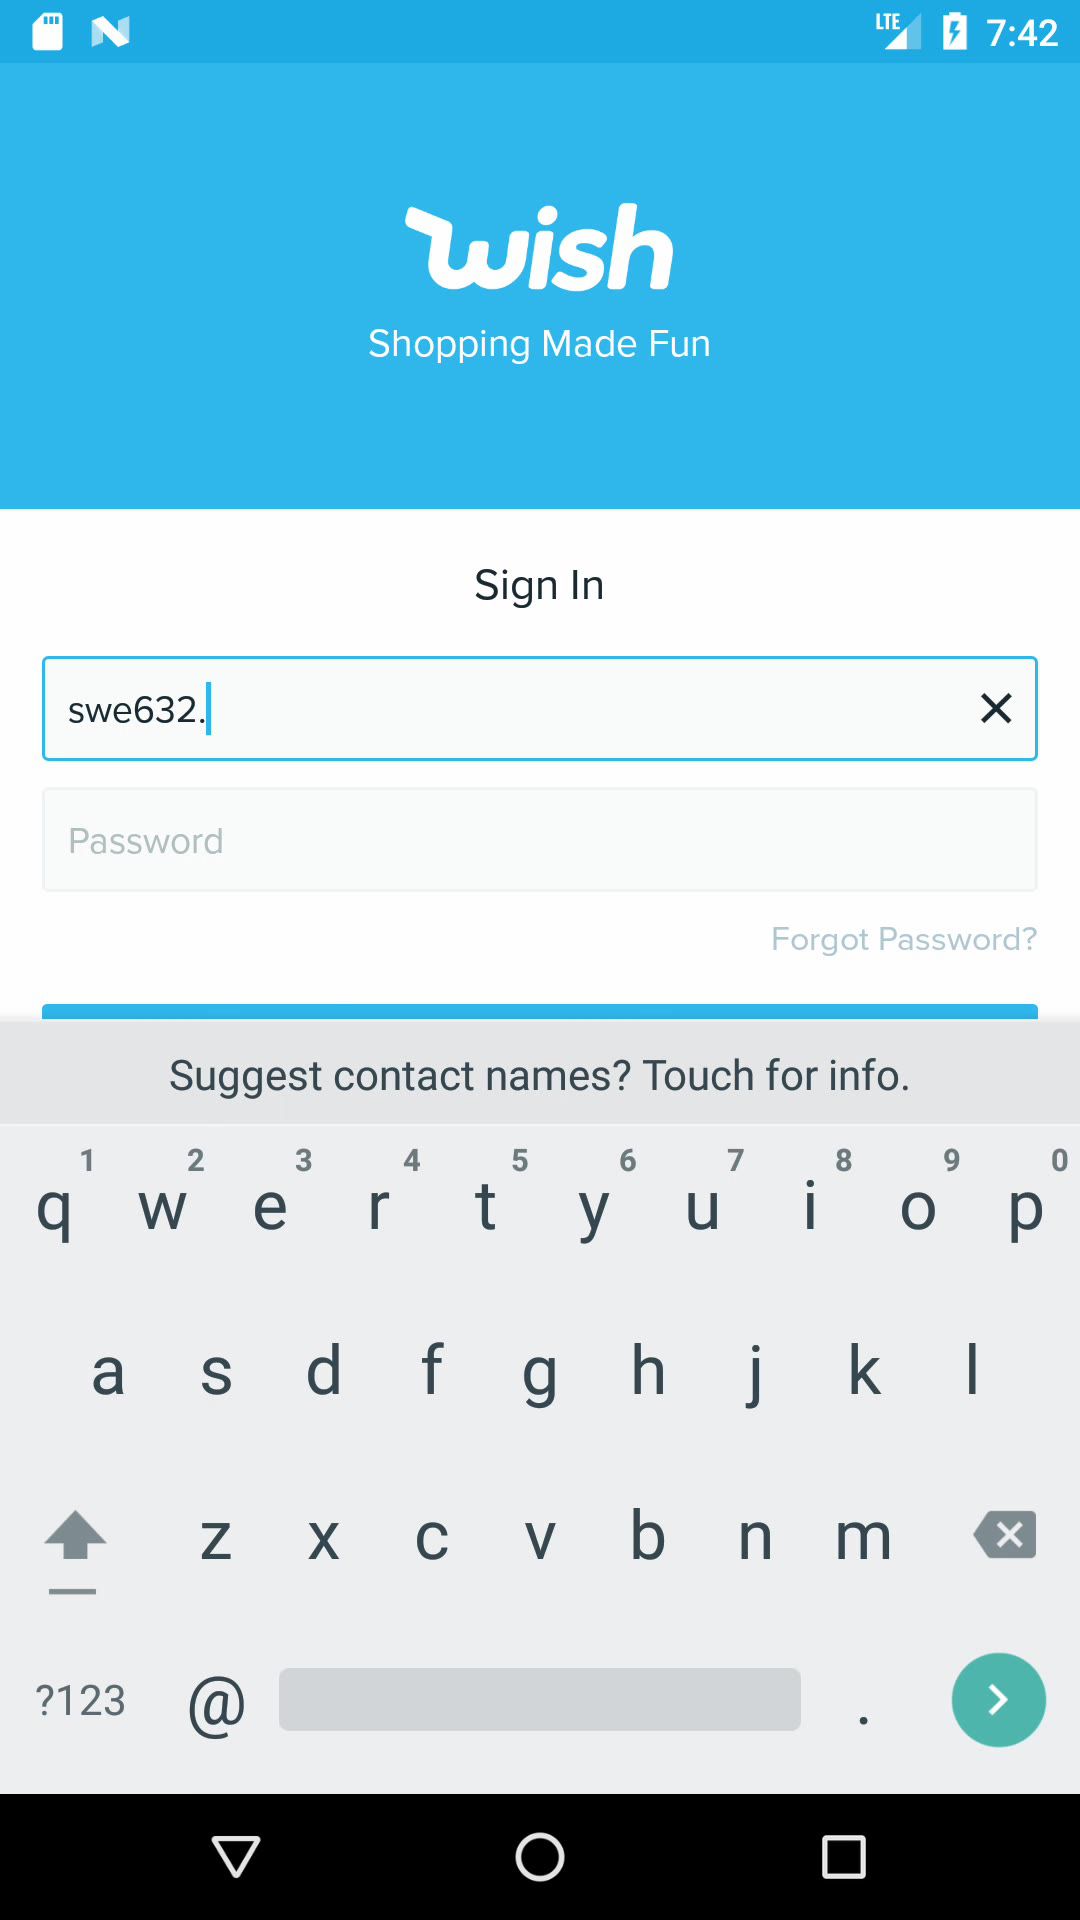 LTE 7:42
wish
Shopping Made Fun
Sign In
swe632.
Password
Forgot Password?
Suggest contact names? Touch for info.
1 2 3 4 5 6 7 8 9 0
q w e r t y u i o p
a s d f g h j k l
z x c v b n m
?123 @ .